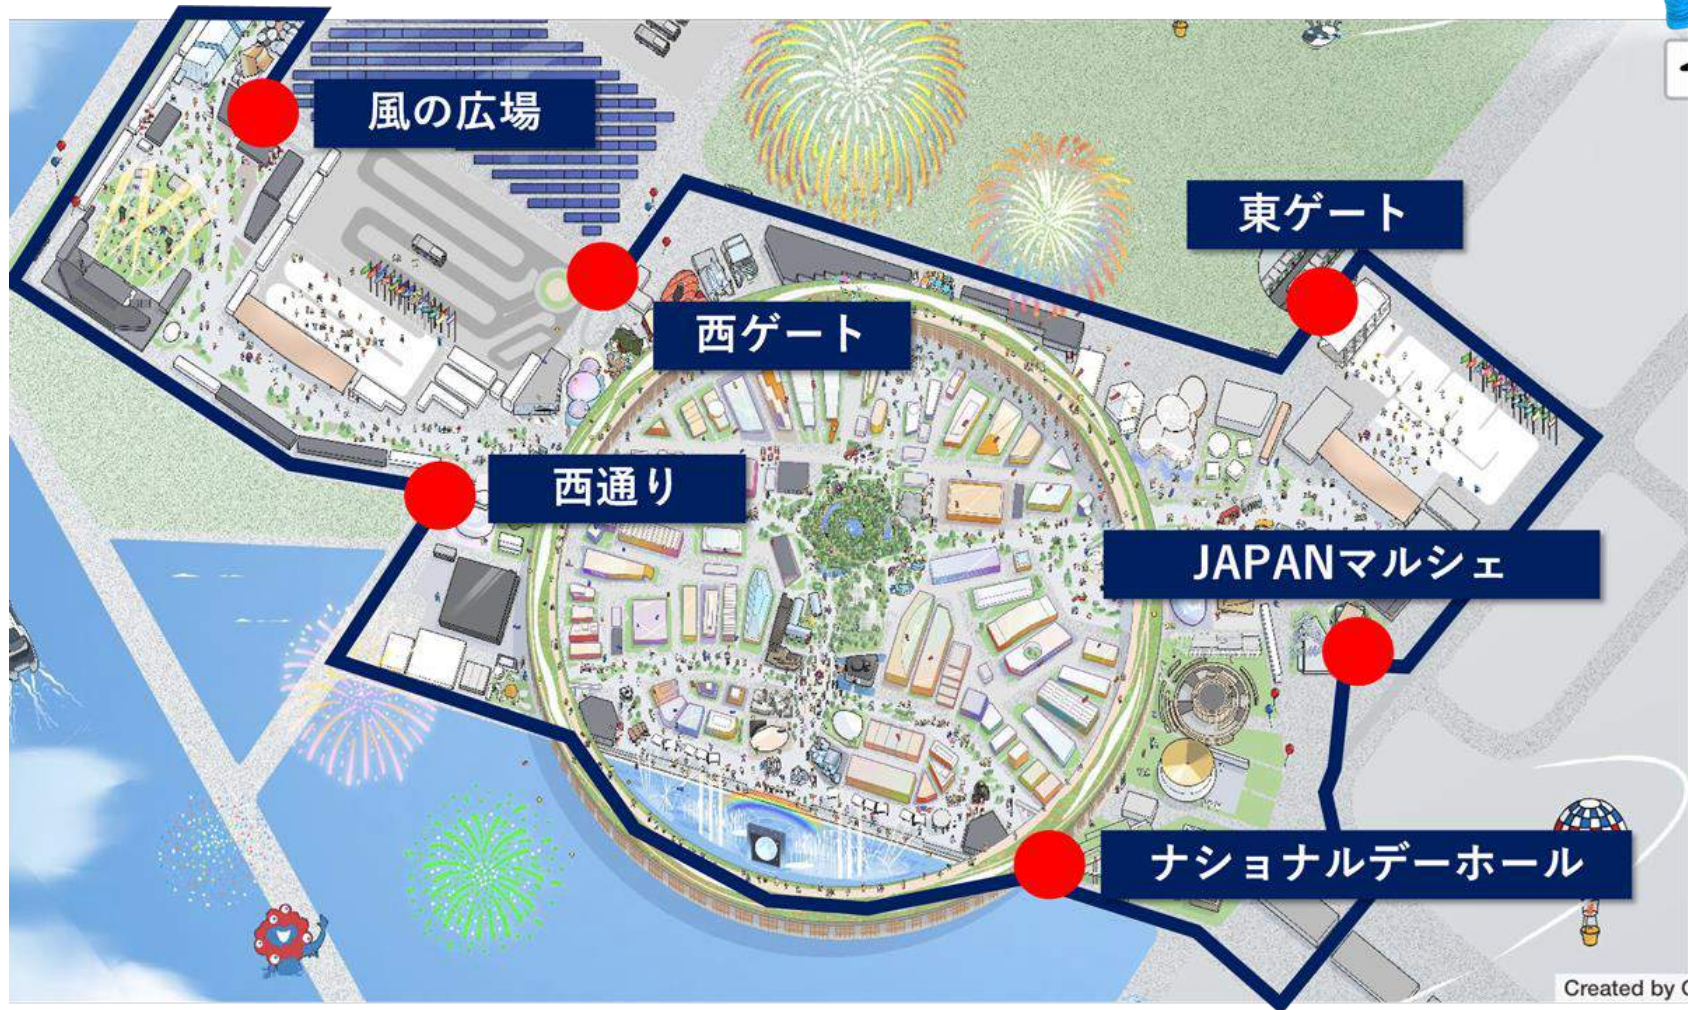 風の広場
東ゲート
西ゲート
西通り
JAPANマルシェ
ナショナルデーホール
Created by